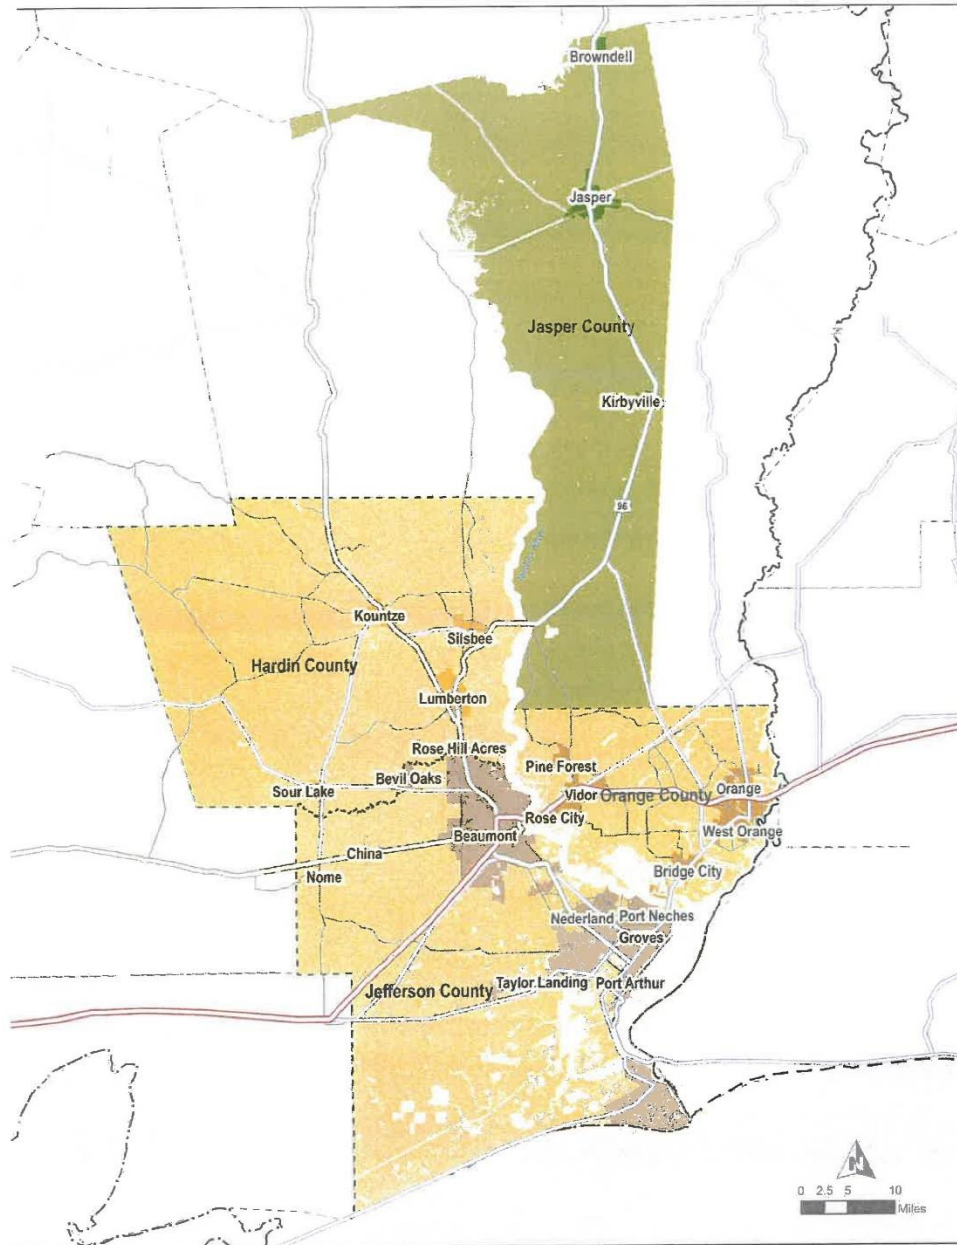 Browndell
Jasper
Jasper County
Kirbyville
96
Kountze
Silsbee
Hardin County
Lumberton
Rose Hill Acres
Pine Forest
Bevil Oaks
Sour Lake
Vidor
Orange County
Orange
Rose City
West Orange
Beaumont
China
Nome
Bridge City
Nederland
Port Neches
Groves
Taylor Landing
Port Arthur
Jefferson County
N
0 2.5 5 10
Miles